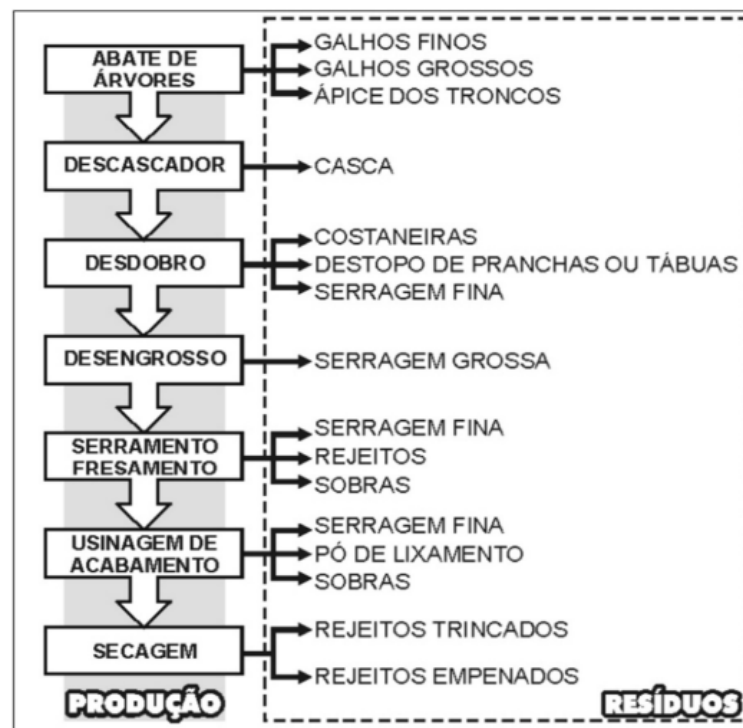 ABATE DE
ÁRVORES
GALHOS FINOS
GALHOS GROSSOS
ÁPICE DOS TRONCOS
DESCASCADOR
CASCA
DESDOBRO
COSTANEIRAS
DESTOPO DE PRANCHAS OU TÁBUAS
SERRAGEM FINA
DESENGROSSO
SERRAGEM GROSSA
SERRAMENTO
FRESAMENTO
SERRAGEM FINA
REJEITOS
SOBRAS
USINAGEM DE
ACABAMENTO
SERRAGEM FINA
PÓ DE LIXAMENTO
SOBRAS
SECAGEM
REJEITOS TRINCADOS
REJEITOS EMPENADOS
PRODUÇÃO
RESÍDUOS